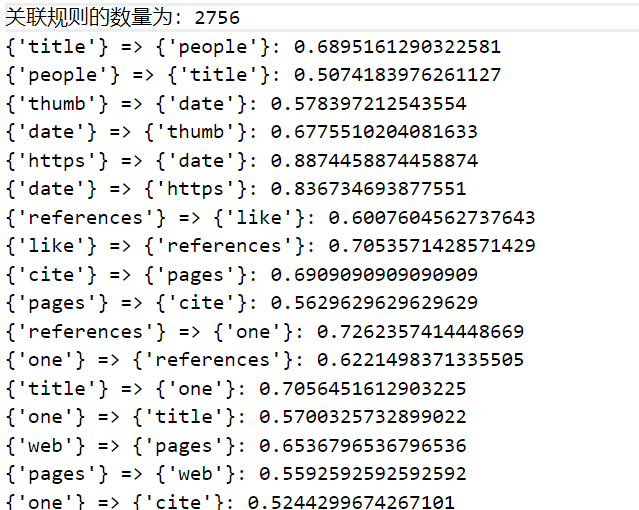 关联规则的数量为: 2756
{'title'} => {'people'}: 0.6895161290322581
{'people'} => {'title'}: 0.5074183976261127
{'thumb'} => {'date'}: 0.578397212543554
{'date'} => {'thumb'}: 0.6775510204081633
{'https'} => {'date'}: 0.8874458874458874
{'date'} => {'https'}: 0.836734693877551
{'references'} => {'like'}: 0.6007604562737643
{'like'} => {'references'}: 0.7053571428571429
{'cite'} => {'pages'}: 0.6909090909090909
{'pages'} => {'cite'}: 0.5629629629629629
{'references'} => {'one'}: 0.7262357414448669
{'one'} => {'references'}: 0.6221498371335505
{'title'} => {'one'}: 0.7056451612903225
{'one'} => {'title'}: 0.5700325732899022
{'web'} => {'pages'}: 0.6536796536796536
{'pages'} => {'web'}: 0.5592592592592592
{'one'} => {'cite'}: 0.5244299674267101